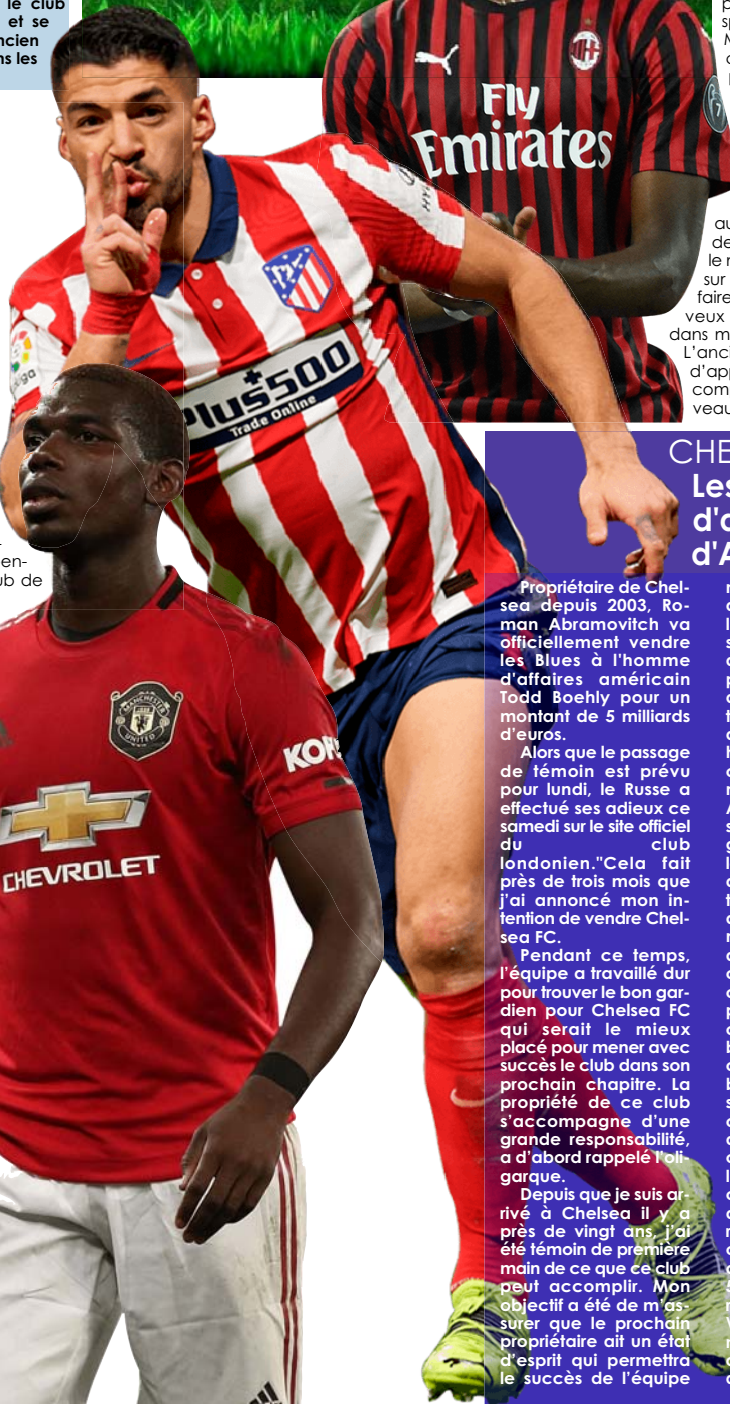 le club
et se
ncien
ns les
Fly
Emirates
7
Plus500
Trade Online
au
de
le r
sur
faire
veux
dans m
L'anci
d'app
com
veau
en-
ub de
MANCHESTER
UNITED
KOH
CHEVROLET
CHE
Les
d'a
d'A
Propriétaire de Chel-
sea depuis 2003, Ro-
man Abramovitch va
officiellement vendre
les Blues à l'homme
d'affaires américain
Todd Boehly pour un
montant de 5 milliards
d'euros.
Alors que le passage
de témoin est prévu
pour lundi, le Russe a
effectué ses adieux ce
samedi sur le site officiel
du club
londonien."Cela fait
près de trois mois que
j'ai annoncé mon in-
tention de vendre Chel-
sea FC.
Pendant ce temps,
l'équipe a travaillé dur
pour trouver le bon gar-
dien pour Chelsea FC
qui serait le mieux
placé pour mener avec
succès le club dans son
prochain chapitre. La
propriété de ce club
s'accompagne d'une
grande responsabilité,
a d'abord rappelé l'oli-
garque.
Depuis que je suis ar-
rivé à Chelsea il y a
près de vingt ans, j'ai
été témoin de première
main de ce que ce club
peut accomplir. Mon
objectif a été de m'as-
surer que le prochain
propriétaire ait un état
d'esprit qui permettra
le succès de l'équipe